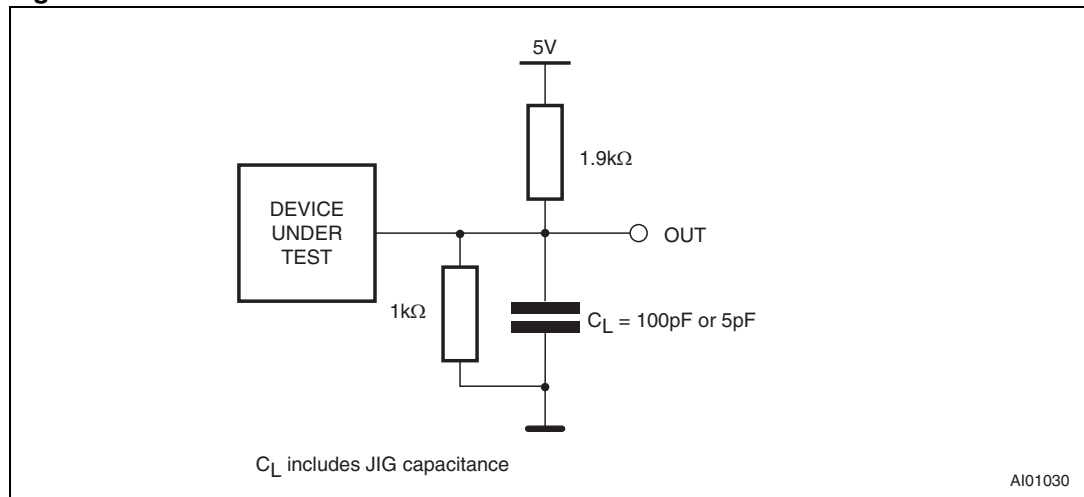 5V
1.9kΩ
DEVICE
UNDER
TEST
OUT
1kΩ
CL = 100pF or 5pF
CL includes JIG capacitance
AI01030